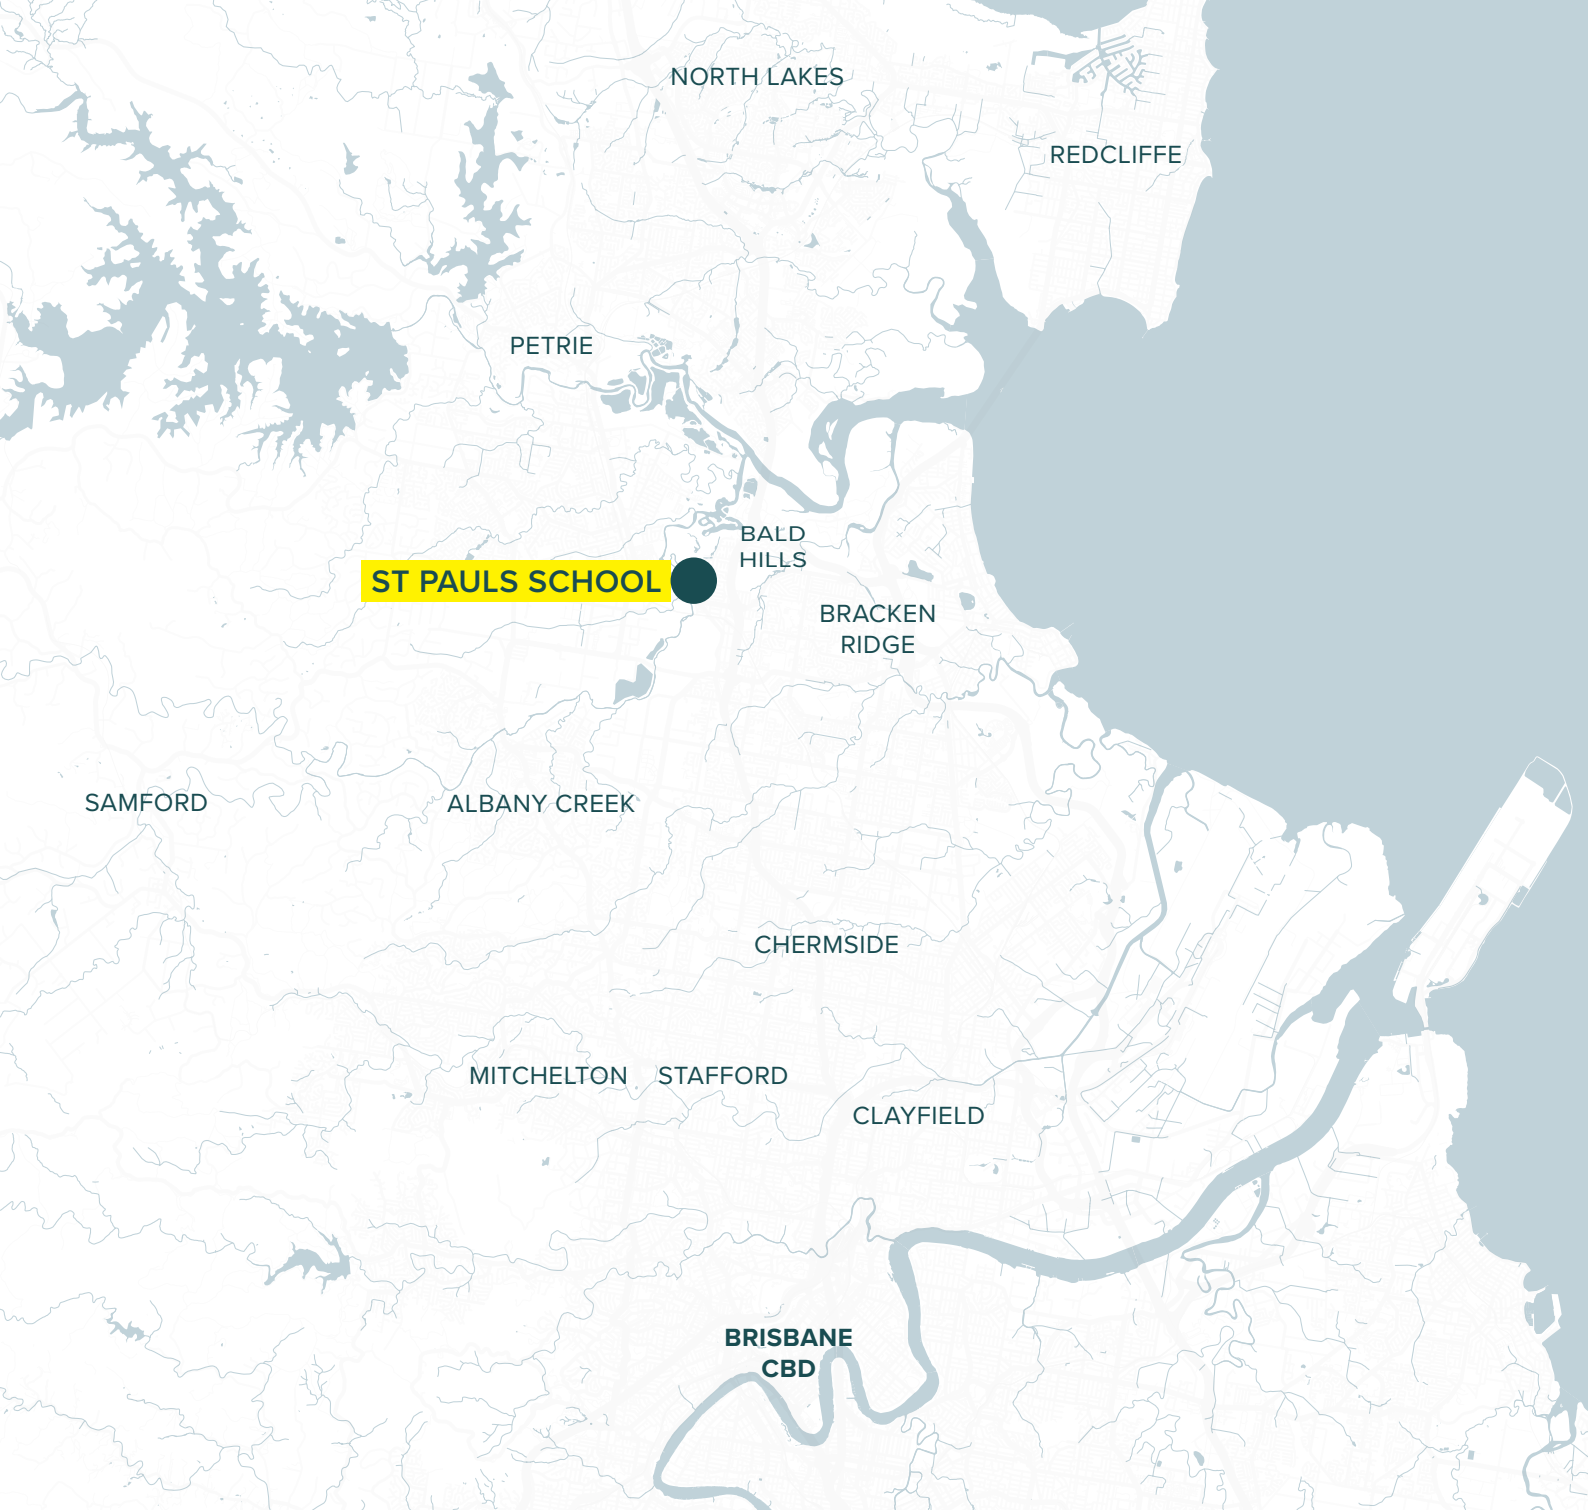 NORTH LAKES
REDCLIFFE
PETRIE
BALD
HILLS
ST PAULS SCHOOL
BRACKEN
RIDGE
SAMFORD
ALBANY CREEK
CHERMSIDE
MITCHELTON
STAFFORD
CLAYFIELD
BRISBANE
CBD